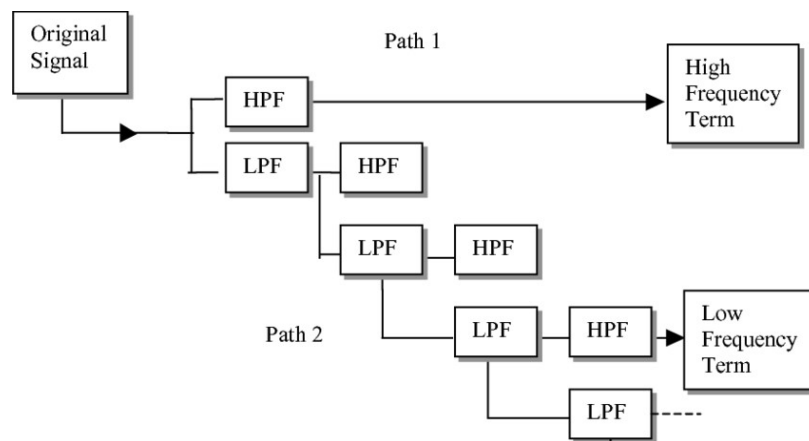 Original
Signal
Path 1
High
Frequency
Term
HPF
LPF
HPF
LPF
HPF
Path 2
LPF
HPF
Low
Frequency
Term
LPF